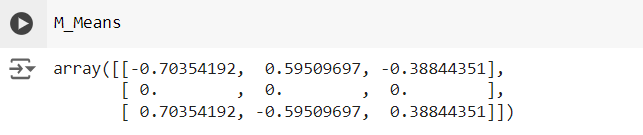 M_Means
array([[-0.70354192,  0.59509697, -0.38844351],
       [ 0.        ,  0.        ,  0.        ],
       [ 0.70354192, -0.59509697,  0.38844351]])